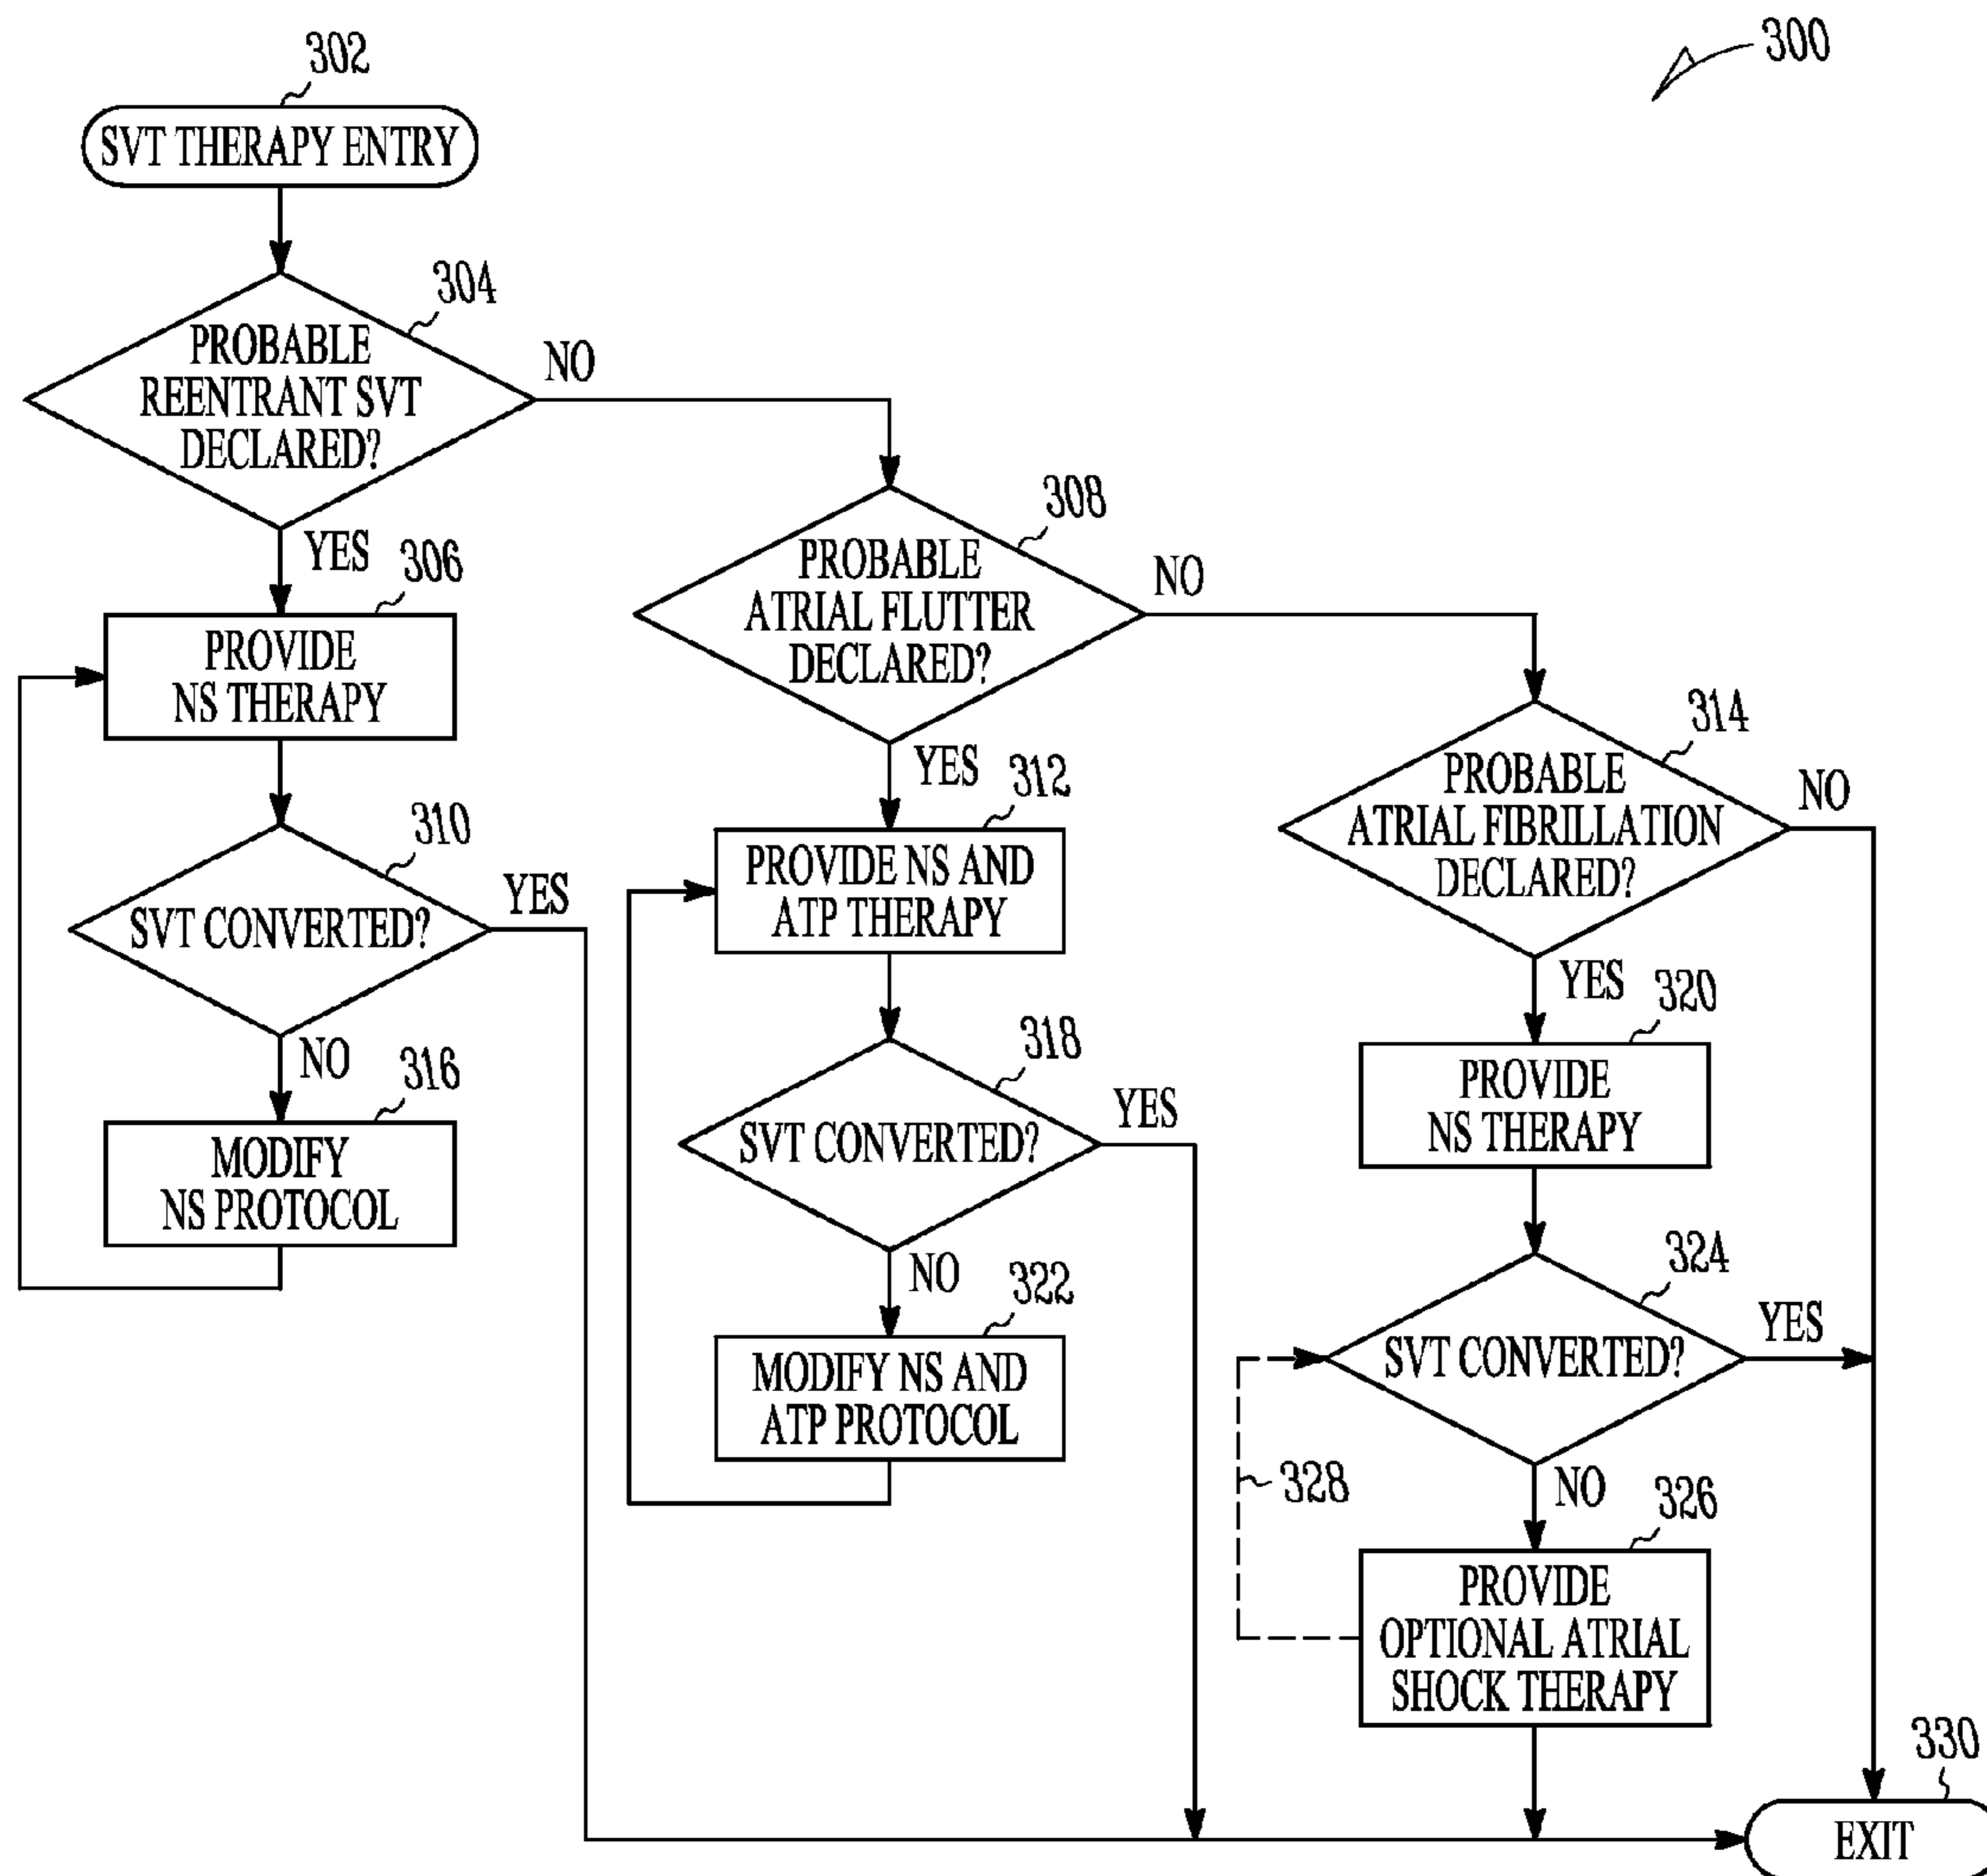 300
302
SVT THERAPY ENTRY
304
PROBABLE
REENTRANT SVT
DECLARED?
NO
YES
306
PROVIDE
NS THERAPY
310
SVT CONVERTED?
YES
NO
316
MODIFY
NS PROTOCOL
308
PROBABLE
ATRIAL FLUTTER
DECLARED?
NO
YES
312
PROVIDE NS AND
ATP THERAPY
318
SVT CONVERTED?
YES
NO
322
MODIFY NS AND
ATP PROTOCOL
314
PROBABLE
ATRIAL FIBRILLATION
DECLARED?
NO
YES
320
PROVIDE
NS THERAPY
324
SVT CONVERTED?
YES
NO
328
326
PROVIDE
OPTIONAL ATRIAL
SHOCK THERAPY
330
EXIT